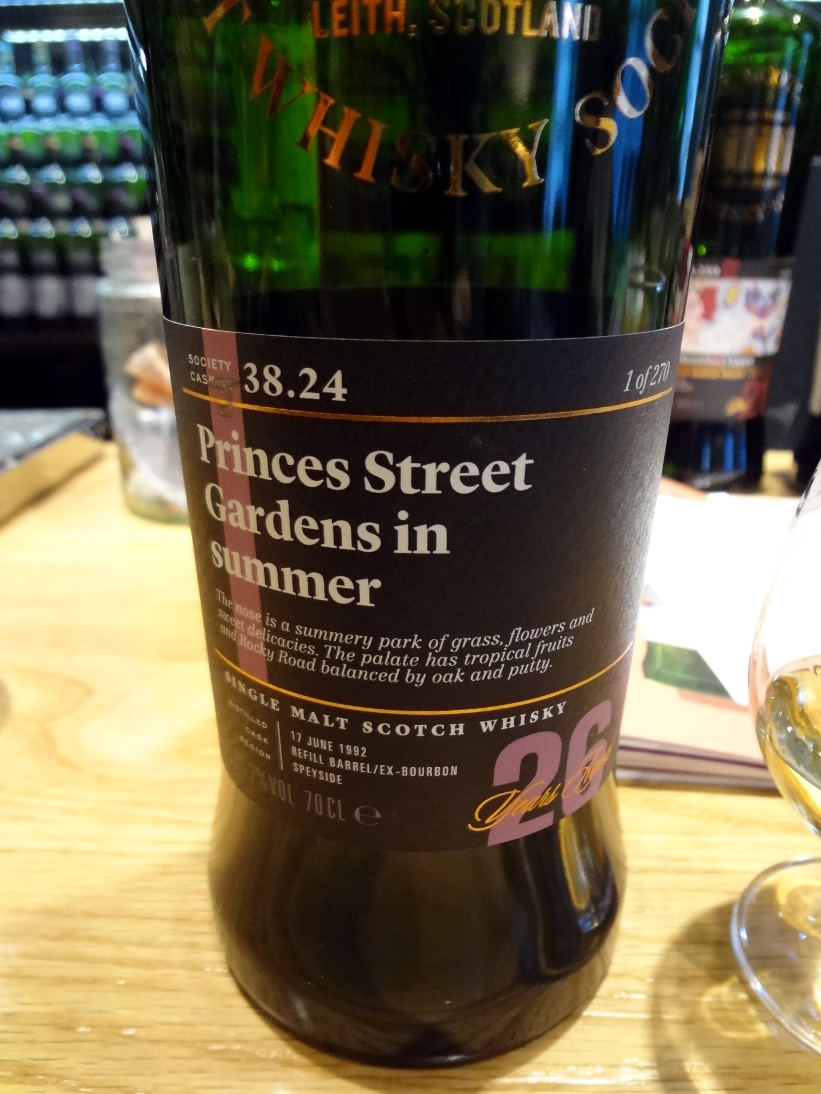 LEITH, SCOTLAND
WHISKY SOCI
SOCIETY
CASK
38.24
1 of 270
Princes Street
Gardens in
summer
The nose is a summery park of grass, flowers and
sweet delicacies. The palate has tropical fruits
and Rocky Road balanced by oak and putty.
SINGLE MALT SCOTCH WHISKY
DISTILLED 17 JUNE 1992
CASK REFILL BARREL/EX-BOURBON
REGION SPEYSIDE
%VOL 70CL e
26
Years Aged